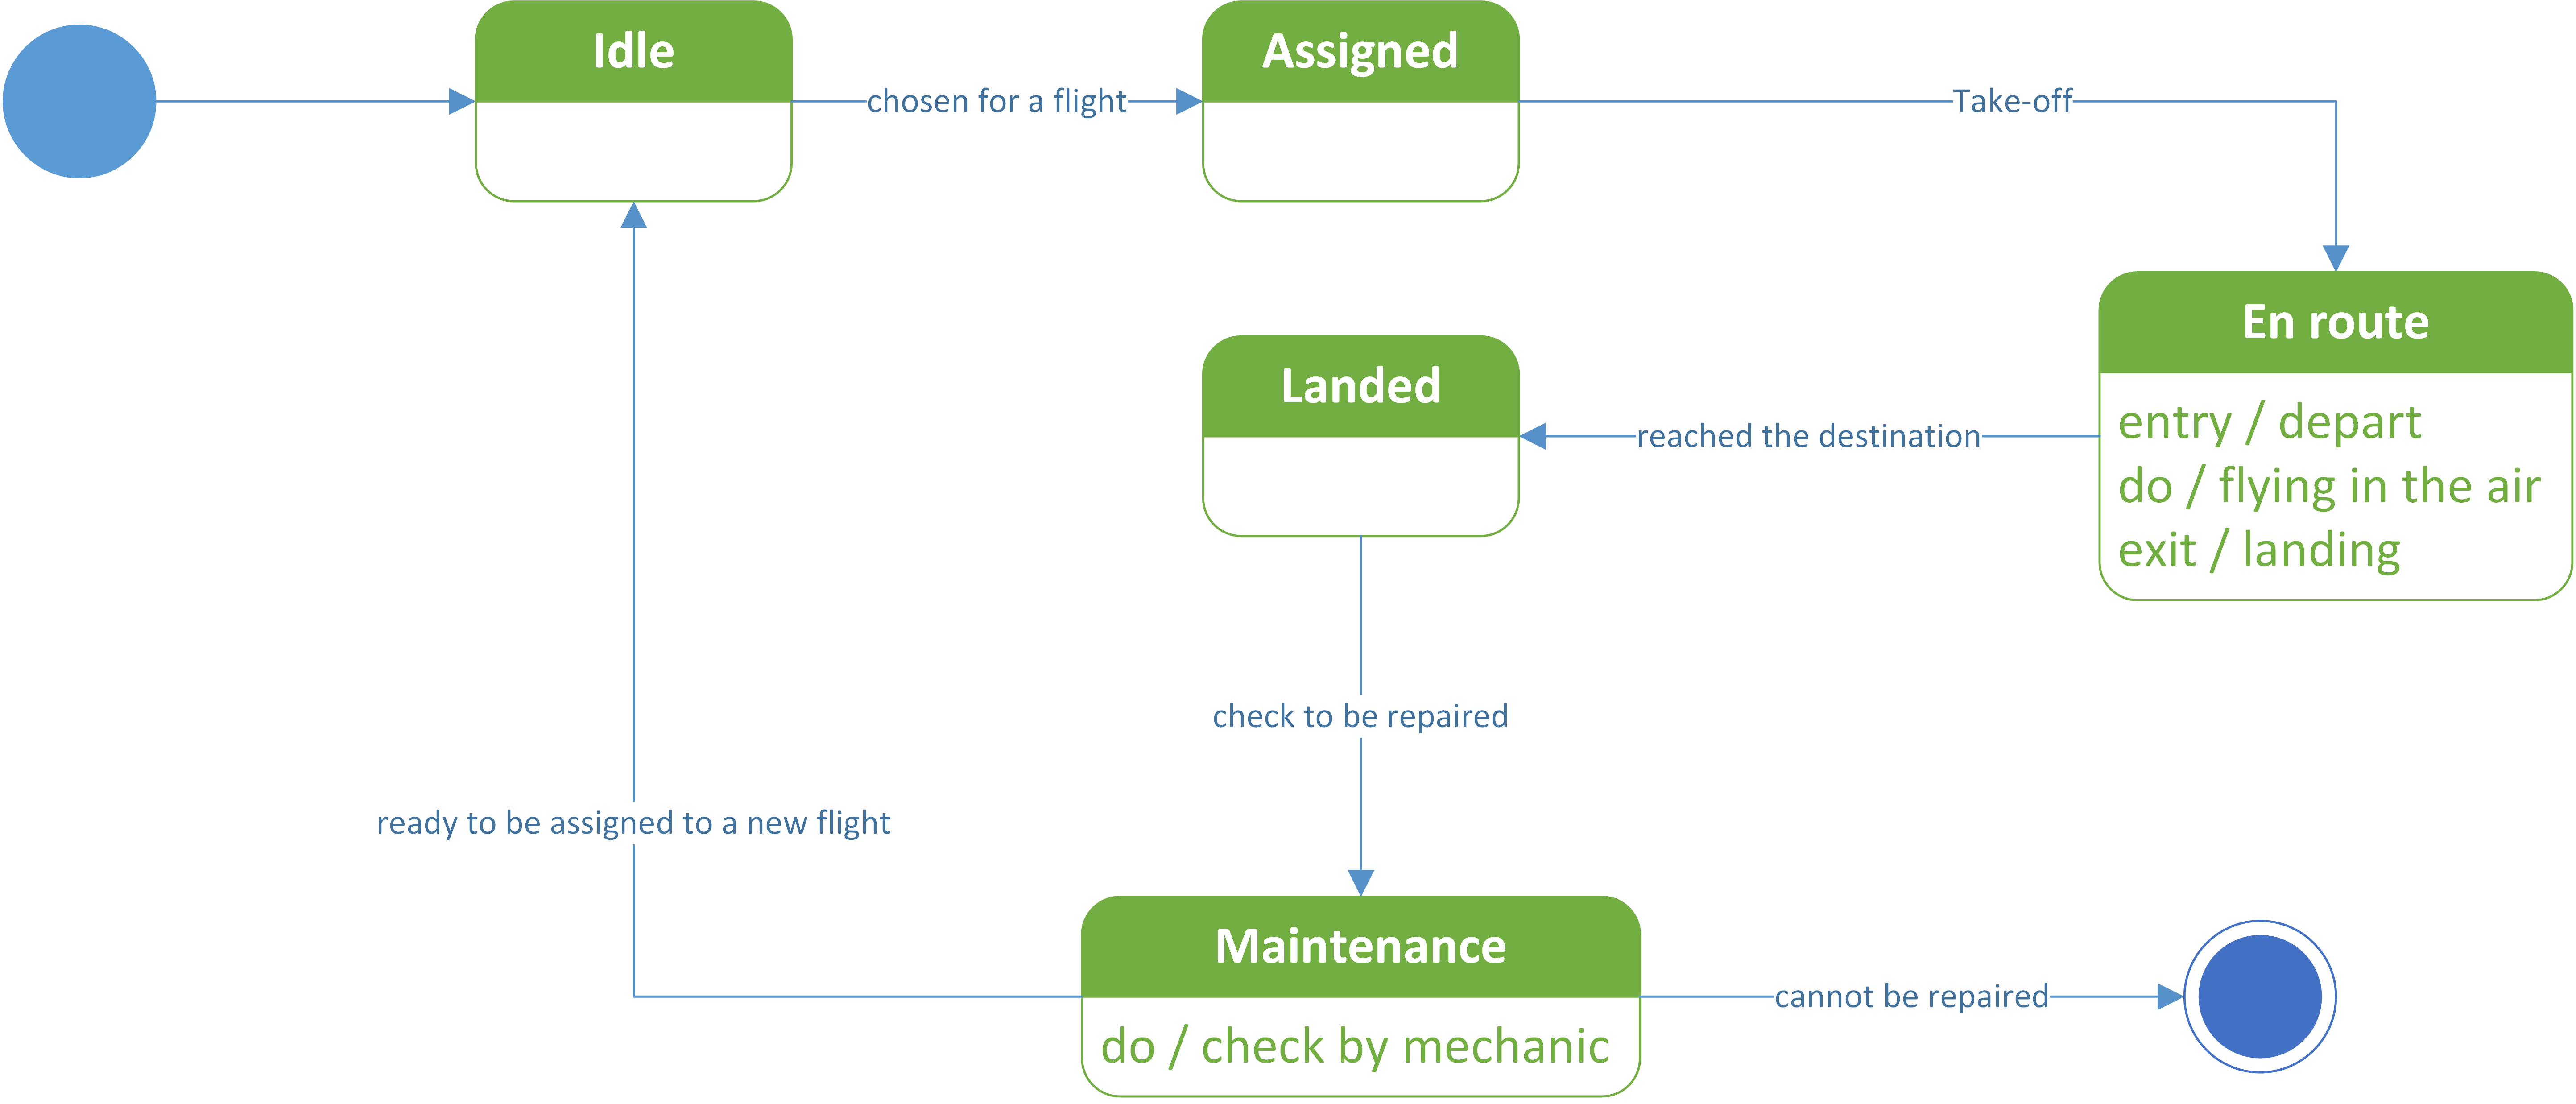 Idle
chosen for a flight
Assigned
Take-off
En route
entry / depart
do / flying in the air
exit / landing
reached the destination
Landed
check to be repaired
ready to be assigned to a new flight
Maintenance
do / check by mechanic
cannot be repaired